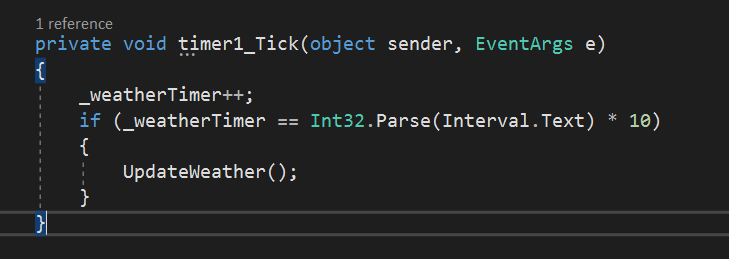 1 reference
private void timer1_Tick(object sender, EventArgs e)
{
_weatherTimer++;
if (_weatherTimer == Int32.Parse(Interval.Text) * 10)
{
UpdateWeather();
}
}